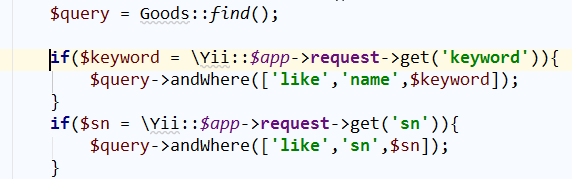 $query = Goods::find();
if($keyword = \Yii::$app->request->get('keyword')){
$query->andWhere(['like','name',$keyword]);
}
if($sn = \Yii::$app->request->get('sn')){
$query->andWhere(['like','sn',$sn]);
}